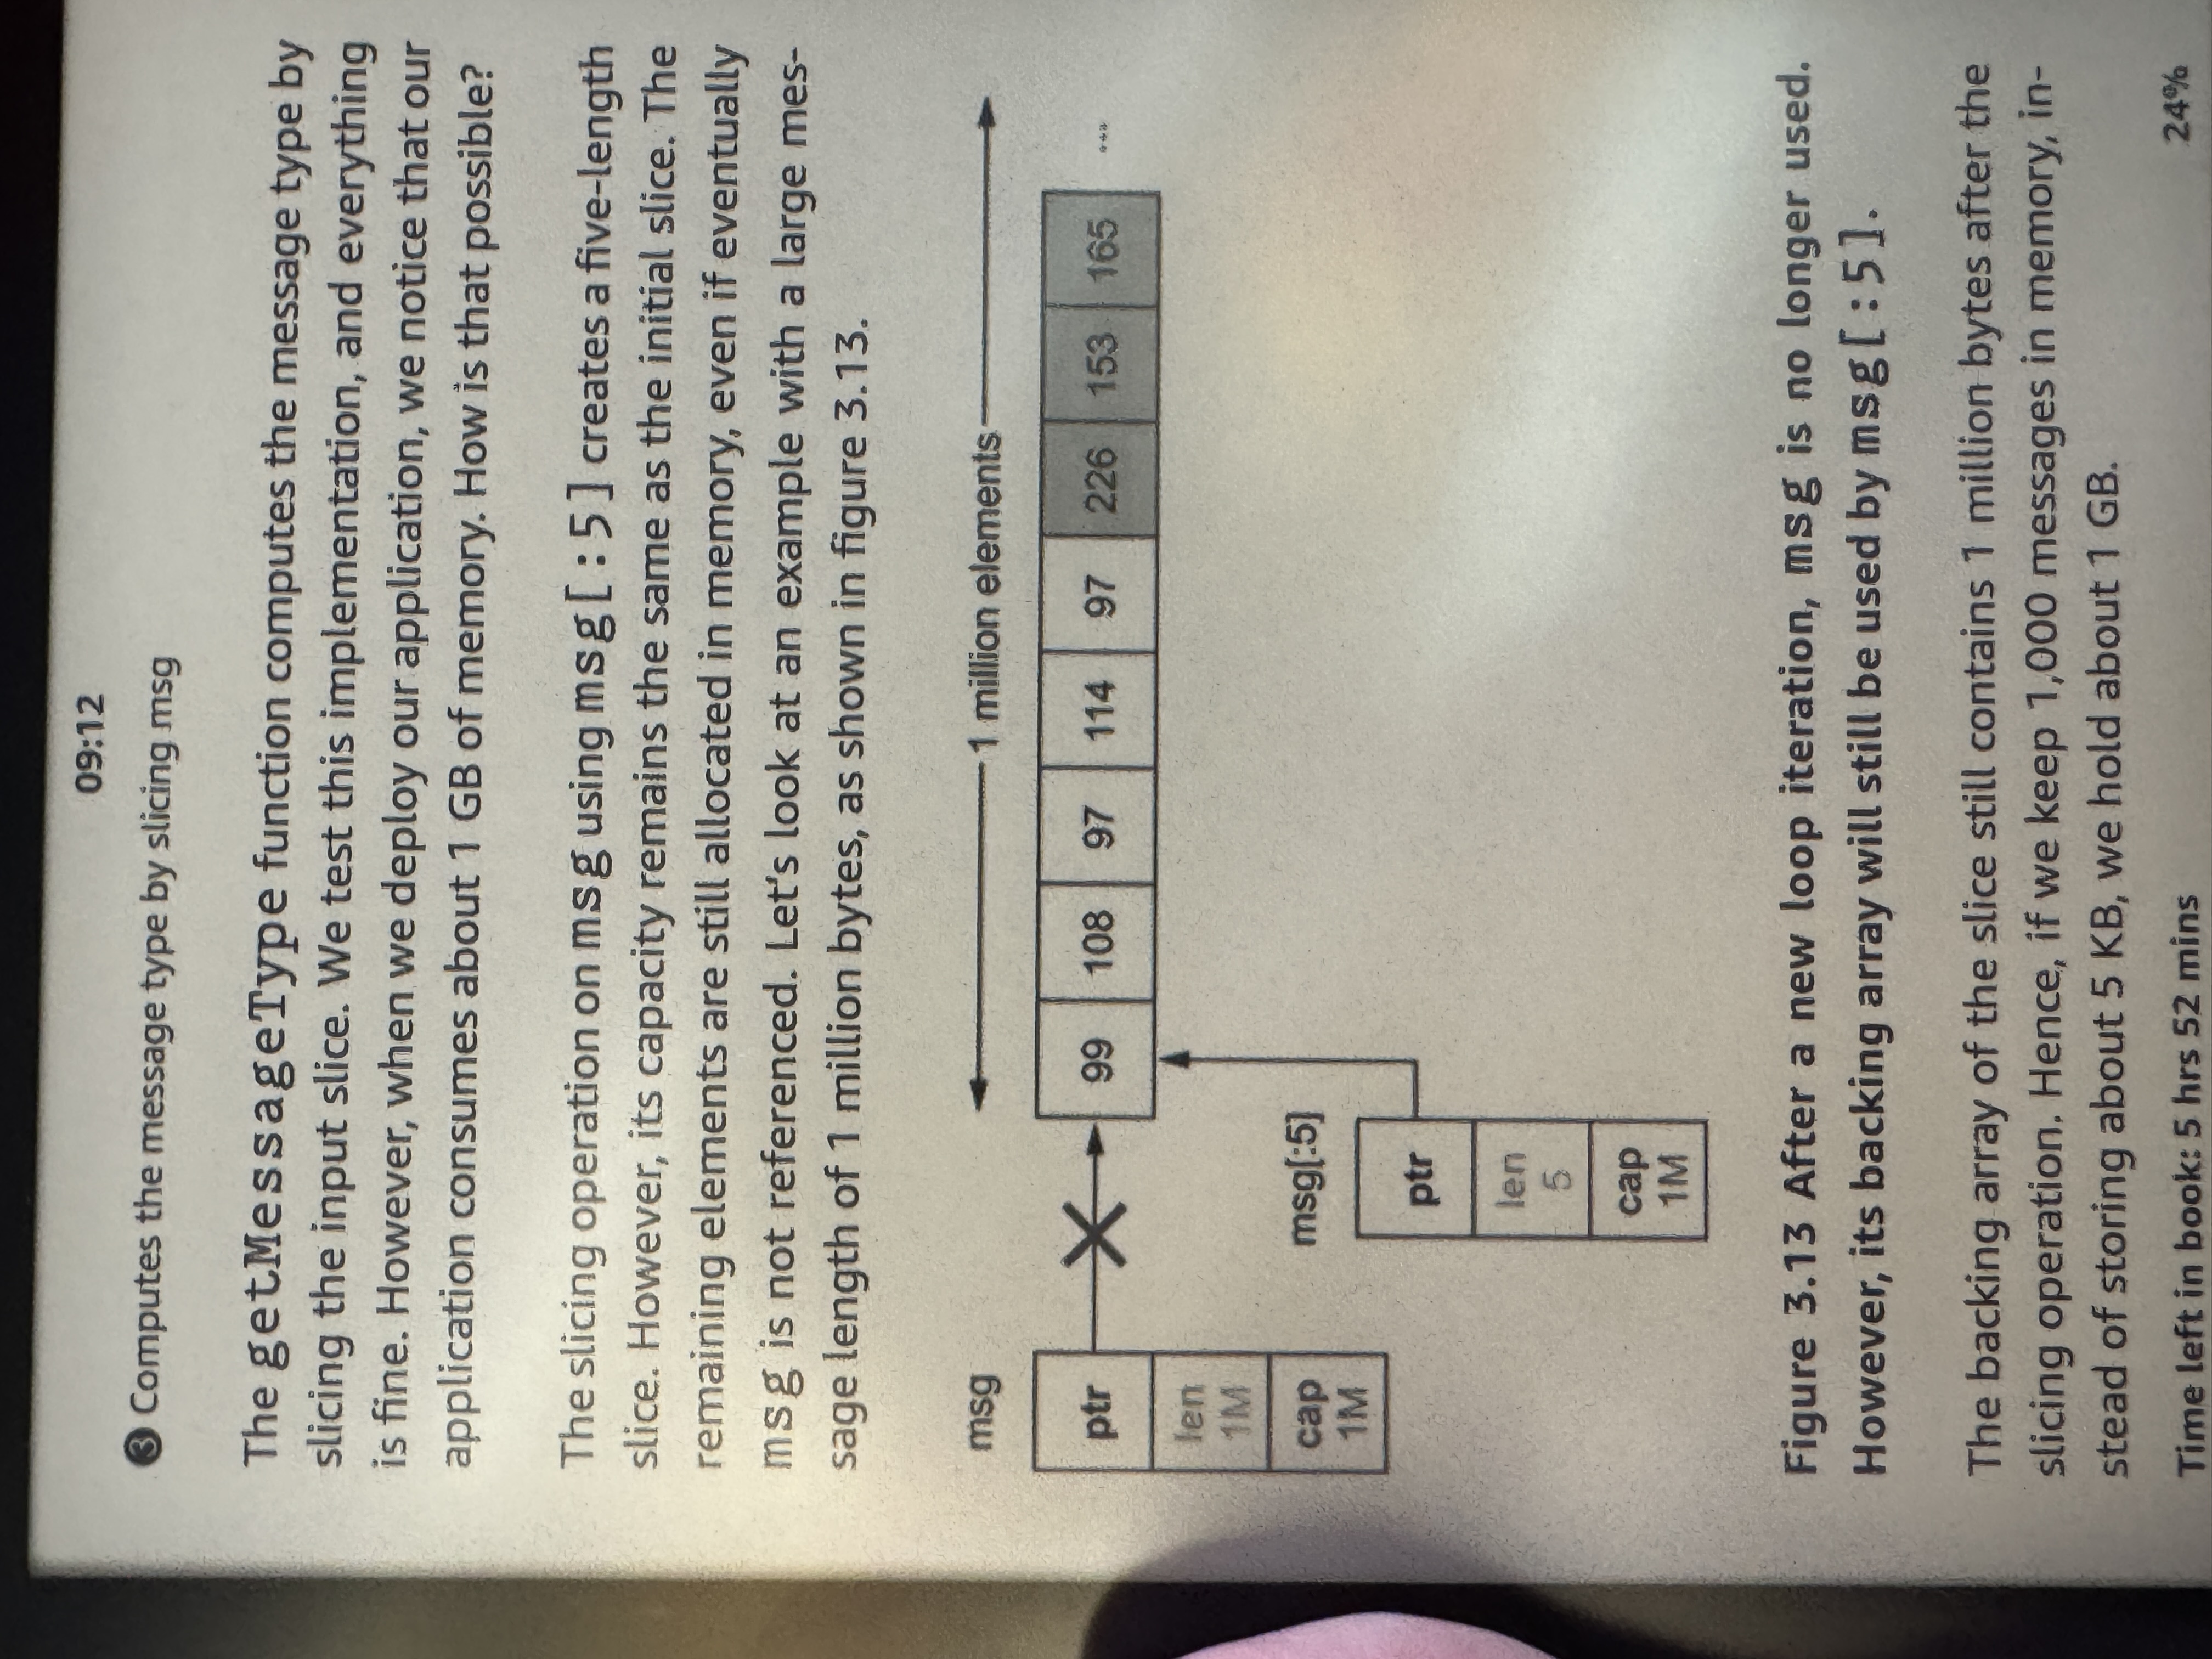 09:12
❸ Computes the message type by slicing msg
The getMessageType function computes the message type by
slicing the input slice. We test this implementation, and everything
is fine. However, when we deploy our application, we notice that our
application consumes about 1 GB of memory. How is that possible?
The slicing operation on msg using msg[:5] creates a five-length
slice. However, its capacity remains the same as the initial slice. The
remaining elements are still allocated in memory, even if eventually
msg is not referenced. Let's look at an example with a large mes-
sage length of 1 million bytes, as shown in figure 3.13.
msg
1 million elements
ptr
99 108 97 114 97 226 153 165 ...
len
1M
cap
1M
msg[:5]
ptr
len
5
cap
1M
Figure 3.13 After a new loop iteration, msg is no longer used.
However, its backing array will still be used by msg[:5].
The backing array of the slice still contains 1 million bytes after the
slicing operation. Hence, if we keep 1,000 messages in memory, in-
stead of storing about 5 KB, we hold about 1 GB.
Time left in book: 5 hrs 52 mins 24%